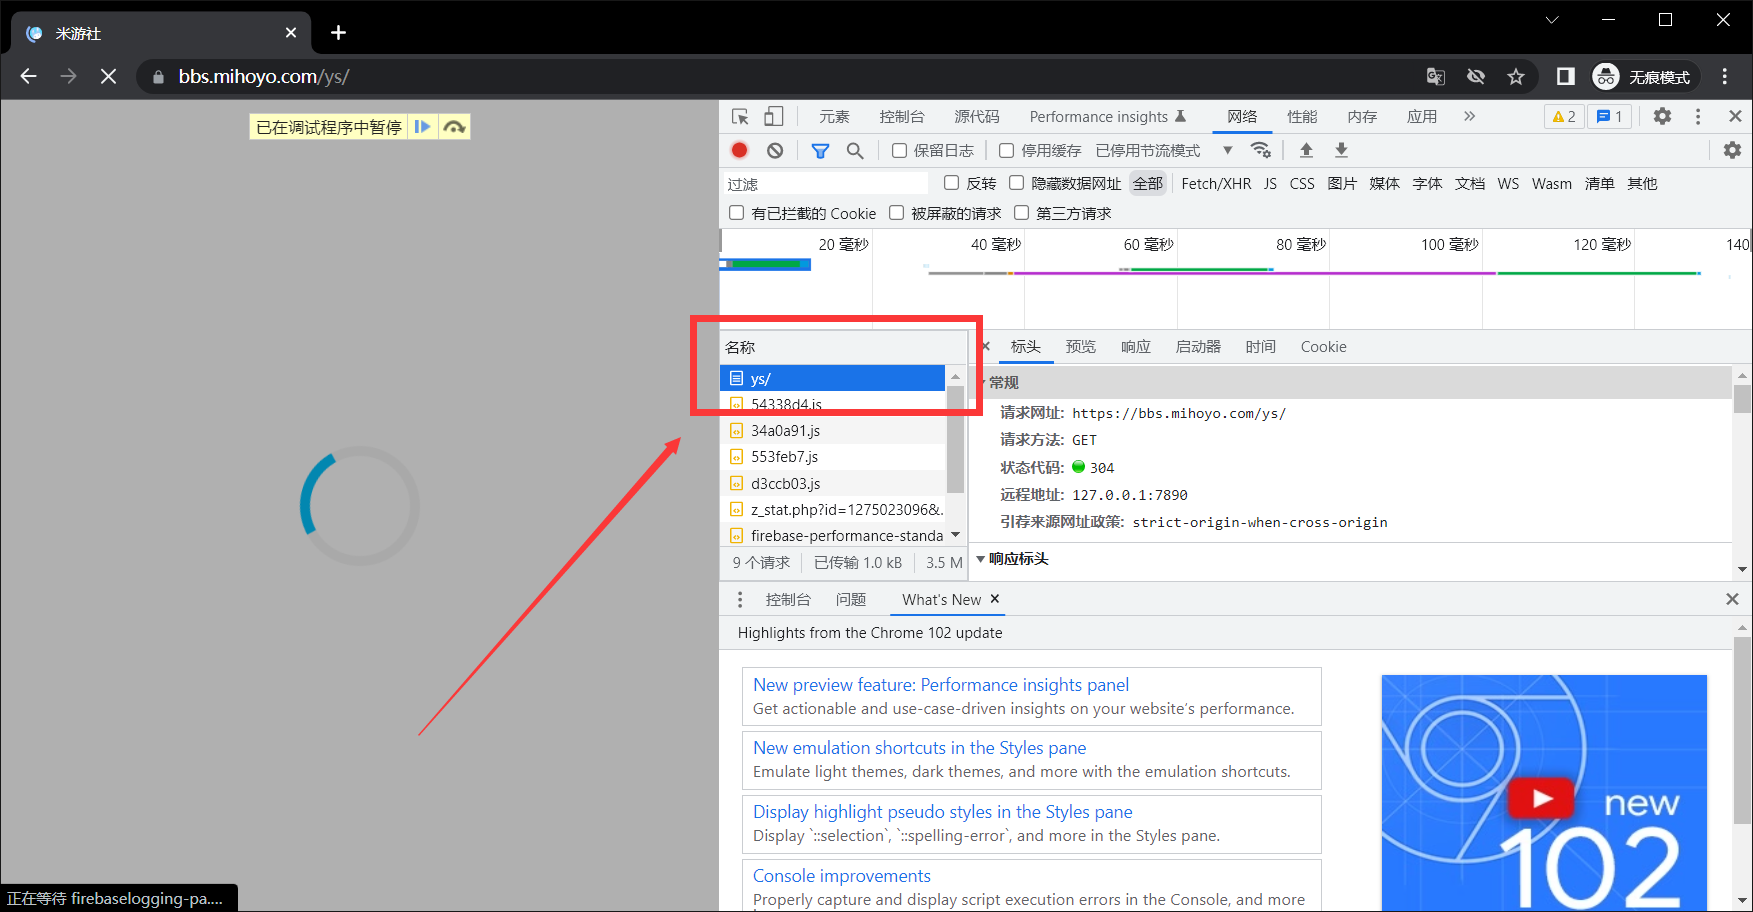 米游社
bbs.mihoyo.com/ys/
无痕模式
已在调试程序中暂停
元素 控制台 源代码 Performance insights 网络 性能 内存 应用 2 1
保留日志 停用缓存 已停用节流模式
过滤 反转 隐藏数据网址 全部 Fetch/XHR JS CSS 图片 媒体 字体 文档 WS Wasm 清单 其他
有已拦截的 Cookie 被屏蔽的请求 第三方请求
20 毫秒 40 毫秒 60 毫秒 80 毫秒 100 毫秒 120 毫秒 140
名称
ys/
54338d4.js
34a0a91.js
553feb7.js
d3ccb03.js
z_stat.php?id=1275023096&.
firebase-performance-standa
9 个请求 已传输 1.0 kB 3.5 M
标头 预览 响应 启动器 时间 Cookie
常规
请求网址: https://bbs.mihoyo.com/ys/
请求方法: GET
状态代码: 304
远程地址: 127.0.0.1:7890
引荐来源网址政策: strict-origin-when-cross-origin
响应标头
控制台 问题 What's New
Highlights from the Chrome 102 update
New preview feature: Performance insights panel
Get actionable and use-case-driven insights on your website's performance.
New emulation shortcuts in the Styles pane
Emulate light themes, dark themes, and more with the emulation shortcuts.
Display highlight pseudo styles in the Styles pane
Display `::selection`, `::spelling-error`, and more in the Styles pane.
Console improvements
Properly capture and display script execution errors in the Console, and more
new
102
正在等待 firebaselogging-pa....